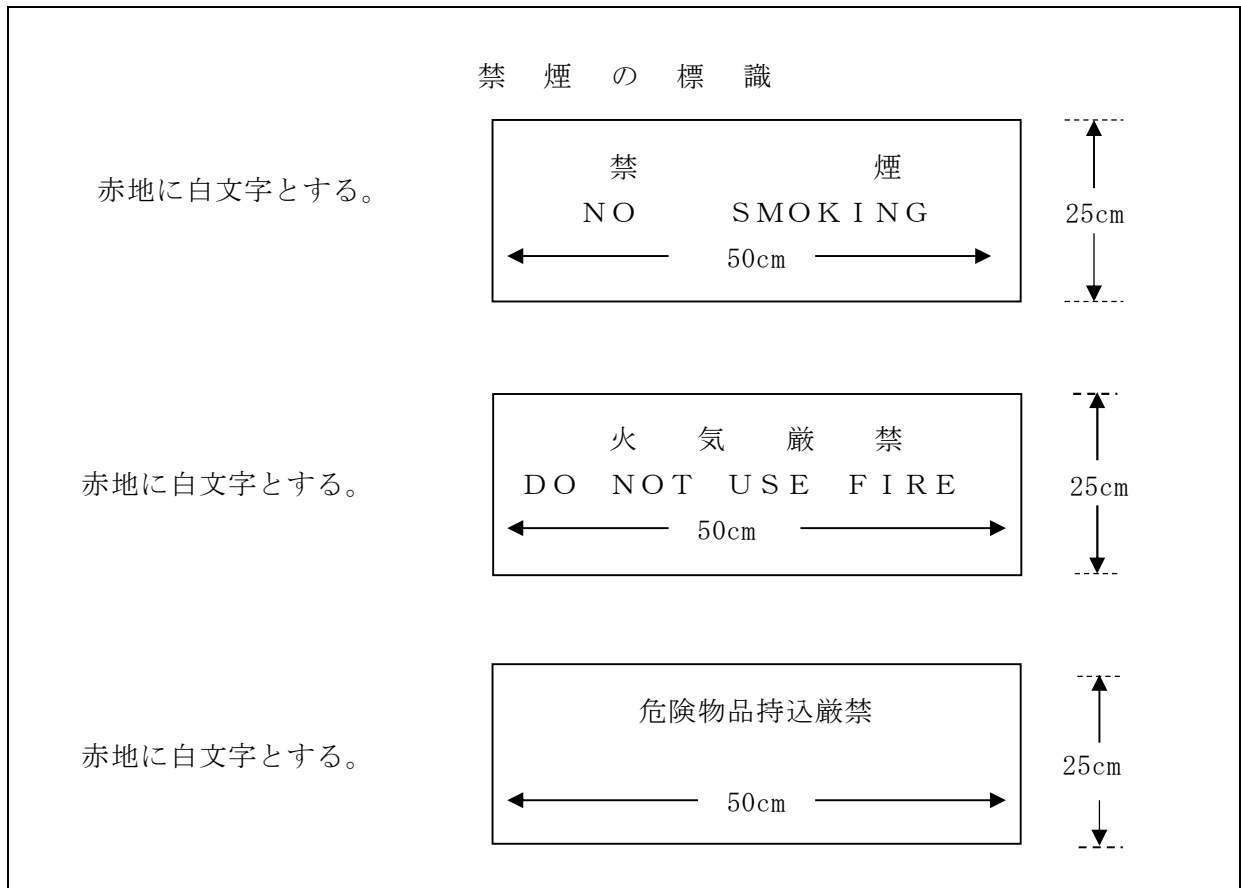 禁煙の標識
赤地に白文字とする。
禁　煙
ＮＯ　ＳＭＯＫＩＮＧ
50cm
25cm
赤地に白文字とする。
火気厳禁
ＤＯ　ＮＯＴ　ＵＳＥ　ＦＩＲＥ
50cm
25cm
赤地に白文字とする。
危険物品持込厳禁
50cm
25cm